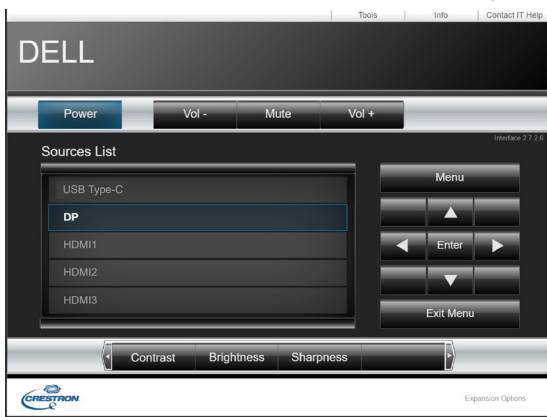 Tools Info Contact IT Help
DELL
Power Vol - Mute Vol +
Interface 2.7.2.6
Sources List
USB Type-C
DP
HDMI1
HDMI2
HDMI3
Menu
Enter
Exit Menu
Contrast Brightness Sharpness
CRESTRON
Expansion Options